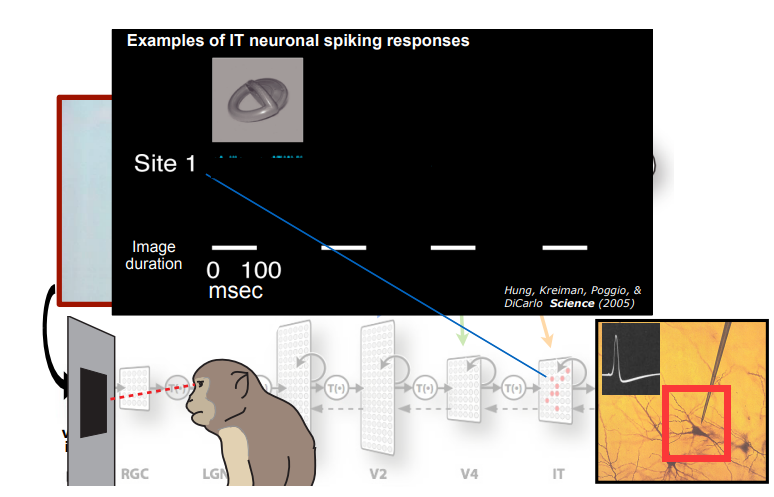 Examples of IT neuronal spiking responses
Site 1
Image
duration
0 100
msec
Hung, Kreiman, Poggio, &
DiCarlo Science (2005)
T(•) T(•) T(•) T(•)
RGC LGN V2 V4 IT